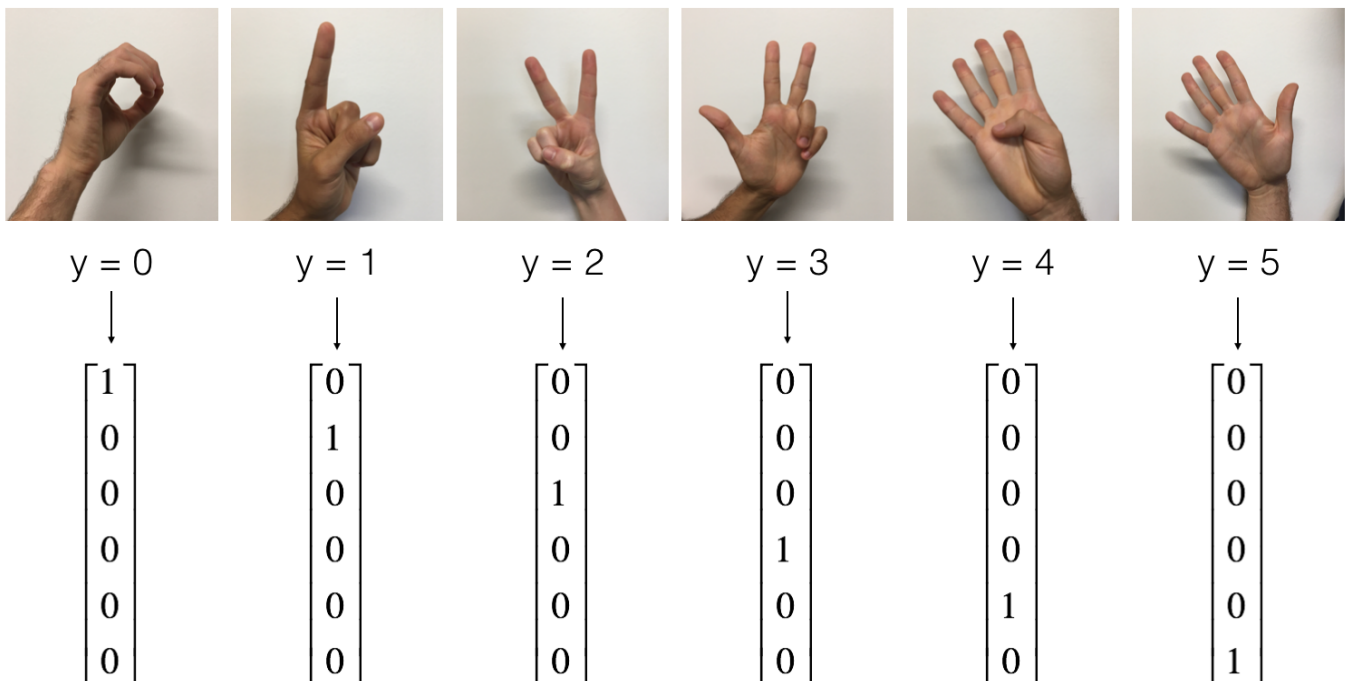 y = 0 y = 1 y = 2 y = 3 y = 4 y = 5
1 0 0 0 0 0
0 1 0 0 0 0
0 0 1 0 0 0
0 0 0 1 0 0
0 0 0 0 1 0
0 0 0 0 0 1